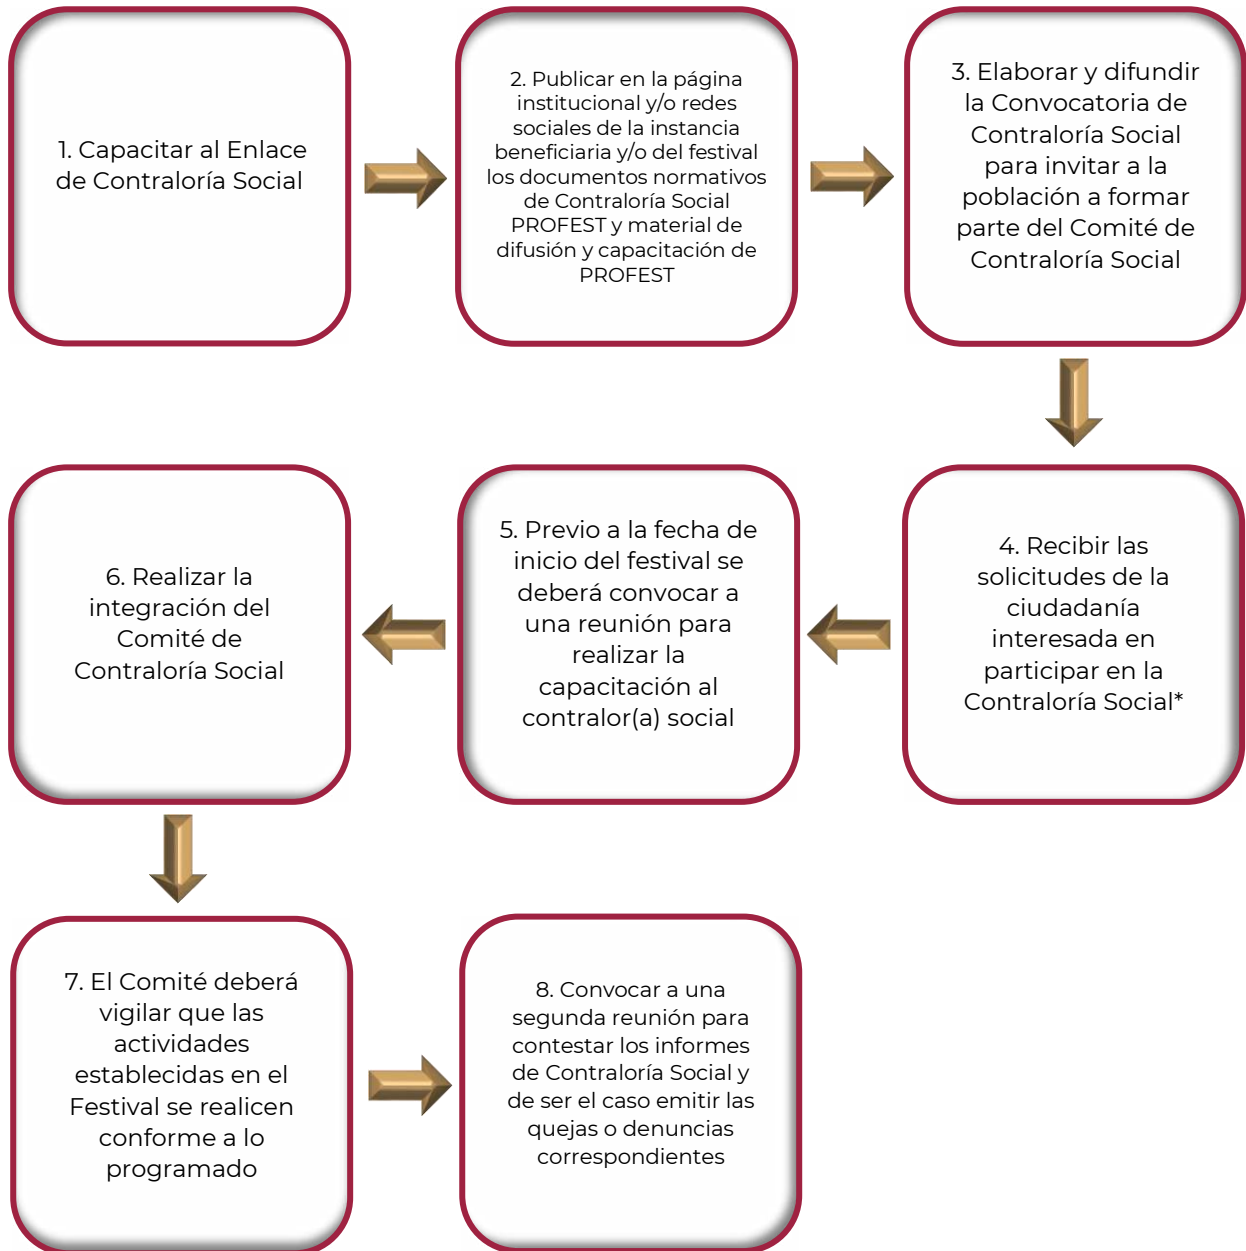 1. Capacitar al Enlace
de Contraloría Social
2. Publicar en la página
institucional y/o redes
sociales de la instancia
beneficiaria y/o del festival
los documentos normativos
de Contraloría Social
PROFEST y material de
difusión y capacitación de
PROFEST
3. Elaborar y difundir
la Convocatoria de
Contraloría Social
para invitar a la
población a formar
parte del Comité de
Contraloría Social
4. Recibir las
solicitudes de la
ciudadanía
interesada en
participar en la
Contraloría Social*
5. Previo a la fecha de
inicio del festival se
deberá convocar a
una reunión para
realizar la
capacitación al
contralor(a) social
6. Realizar la
integración del
Comité de
Contraloría Social
7. El Comité deberá
vigilar que las
actividades
establecidas en el
Festival se realicen
conforme a lo
programado
8. Convocar a una
segunda reunión para
contestar los informes
de Contraloría Social y
de ser el caso emitir las
quejas o denuncias
correspondientes